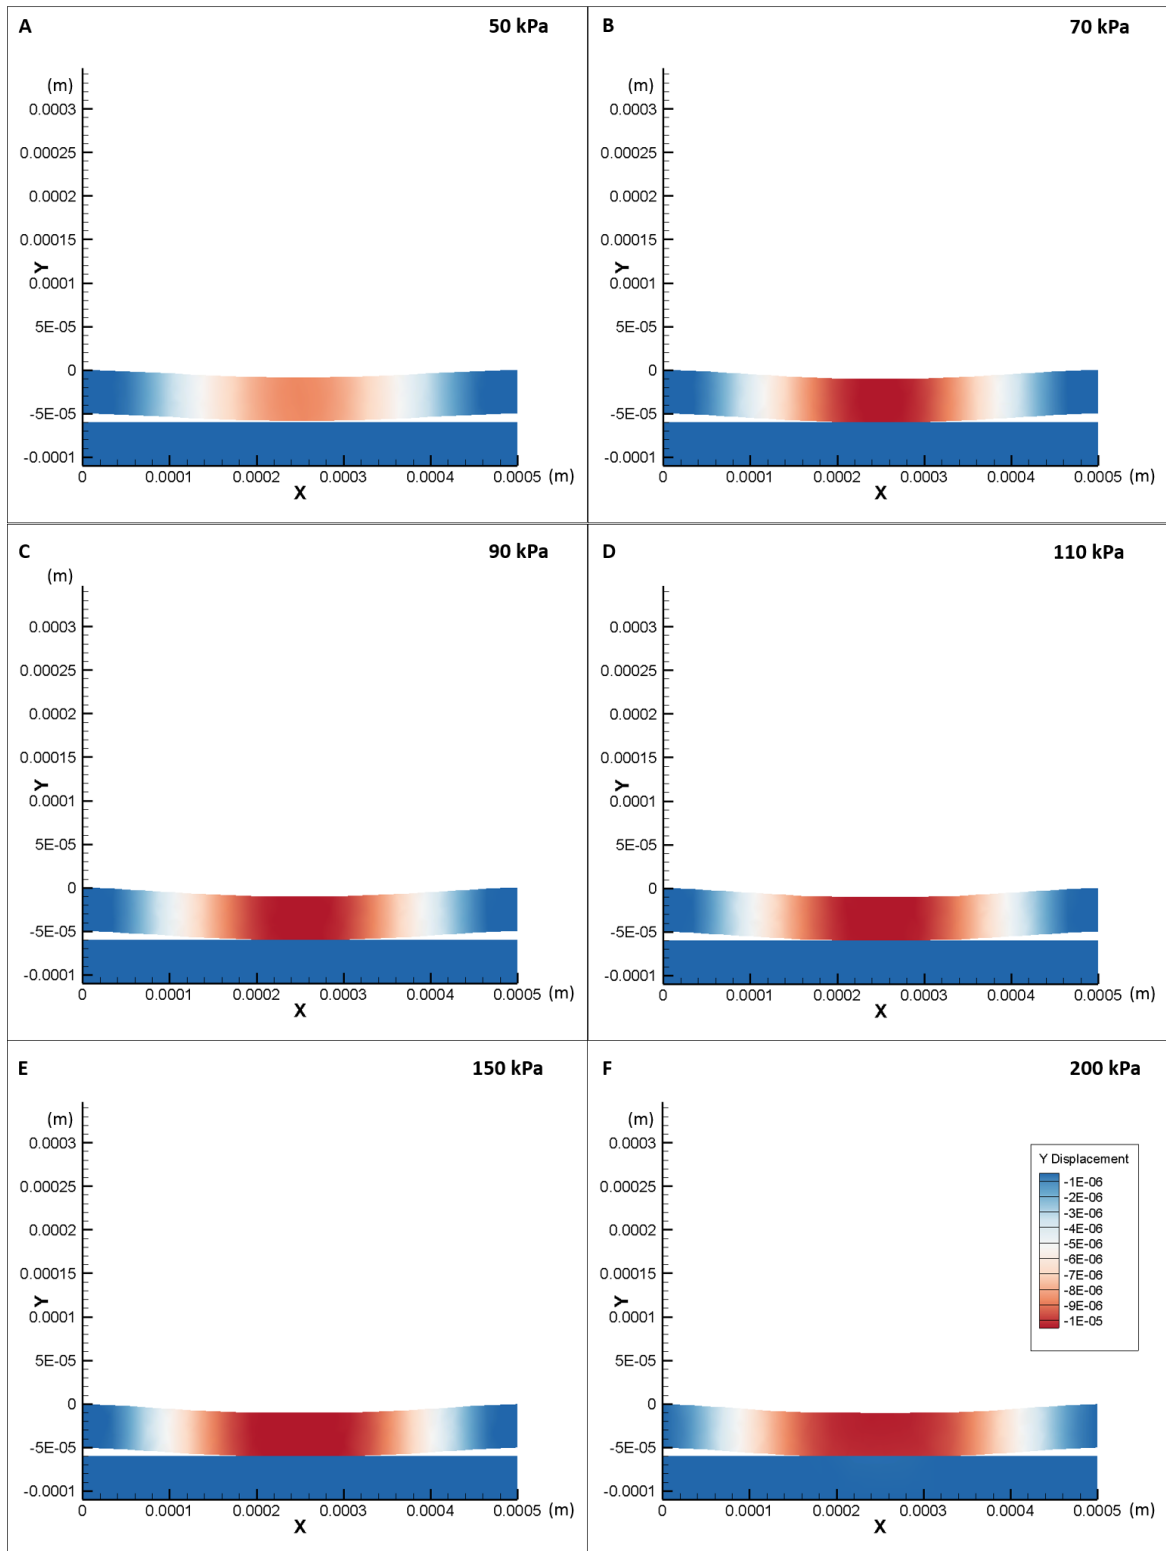 A 50 kPa
(m)
0.0003
0.00025
0.0002
0.00015
Y
0.0001
5E-05
0
-5E-05
-0.0001
0 0.0001 0.0002 0.0003 0.0004 0.0005 (m)
X
B 70 kPa
(m)
0.0003
0.00025
0.0002
0.00015
Y
0.0001
5E-05
0
-5E-05
-0.0001
0 0.0001 0.0002 0.0003 0.0004 0.0005 (m)
X
C 90 kPa
(m)
0.0003
0.00025
0.0002
0.00015
Y
0.0001
5E-05
0
-5E-05
-0.0001
0 0.0001 0.0002 0.0003 0.0004 0.0005 (m)
X
D 110 kPa
0.0003
0.00025
0.0002
0.00015
Y
0.0001
5E-05
0
-5E-05
-0.0001
0 0.0001 0.0002 0.0003 0.0004 0.0005 (m)
X
E 150 kPa
(m)
0.0003
0.00025
0.0002
0.00015
Y
0.0001
5E-05
0
-5E-05
-0.0001
0 0.0001 0.0002 0.0003 0.0004 0.0005 (m)
X
F 200 kPa
(m)
0.0003
0.00025
0.0002
0.00015
Y
0.0001
5E-05
0
-5E-05
-0.0001
0 0.0001 0.0002 0.0003 0.0004 0.0005 (m)
X
Y Displacement
-1E-06
-2E-06
-3E-06
-4E-06
-5E-06
-6E-06
-7E-06
-8E-06
-9E-06
-1E-05